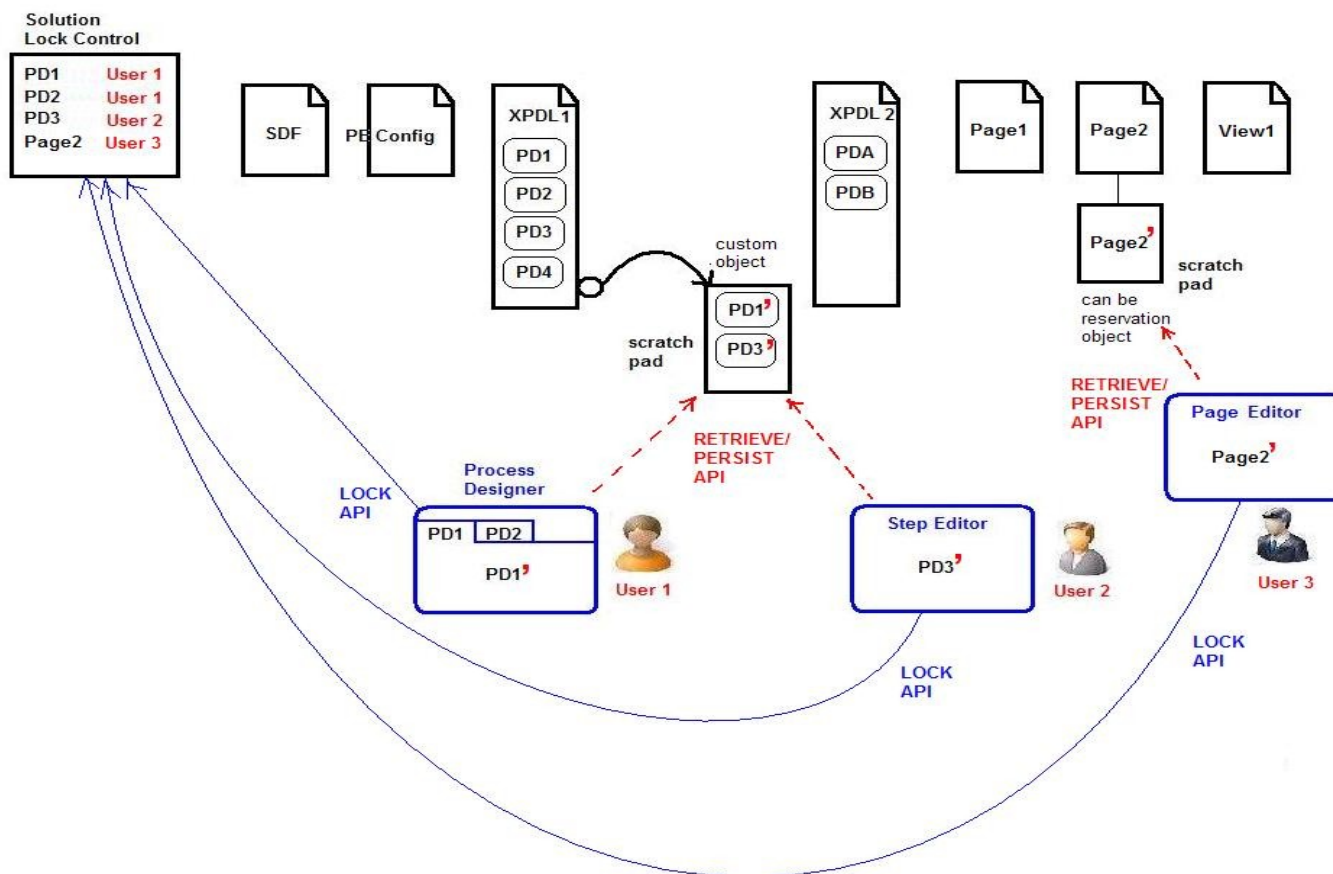 Solution
Lock Control
PD1 User 1
PD2 User 1
PD3 User 2
Page2 User 3
SDF
PE Config
XPDL 1
PD1
PD2
PD3
PD4
custom
object
PD1’
PD3’
scratch
pad
XPDL 2
PDA
PDB
Page1
Page2
View1
Page2’
scratch
pad
can be
reservation
object
RETRIEVE/
PERSIST
API
RETRIEVE/
PERSIST
API
Page Editor
Page2’
User 3
Process
Designer
LOCK
API
PD1 PD2
PD1’
User 1
Step Editor
PD3’
User 2
LOCK
API
LOCK
API